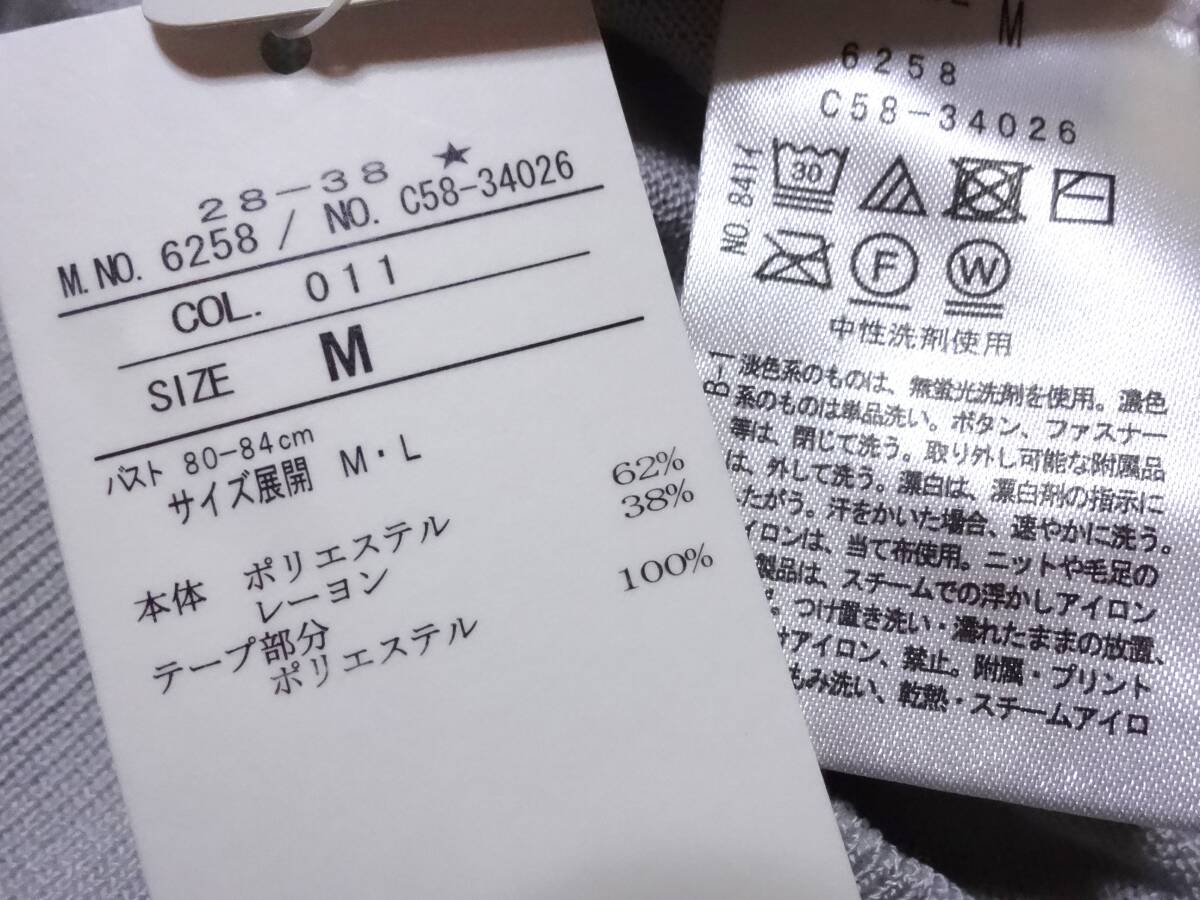 28-38 ★
M.NO. 6258 / NO. C58-34026
COL. 011
SIZE M
バスト 80-84cm
サイズ展開 M・L
本体 ポリエステル 62%
レーヨン 38%
テープ部分
ポリエステル 100%
M
6258
C58-34026
NO.841イ
30
F
W
中性洗剤使用
B-1
淡色系のものは、無蛍光洗剤を使用。濃色
系のものは単品洗い。ボタン、ファスナー
等は、閉じて洗う。取り外し可能な附属品
は、外して洗う。漂白は、漂白剤の指示に
たがう。汗をかいた場合、速やかに洗う。
イロンは、当て布使用。ニットや毛足の
製品は、スチームでの浮かしアイロン
。つけ置き洗い・濡れたままの放置、
アイロン、禁止。附属・プリント
もみ洗い、乾熱・スチームアイロ